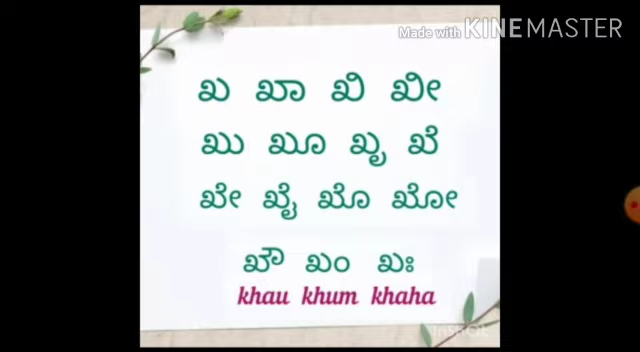 Made with KINEMASTER
ಖ ಖಾ ಖಿ ಖೀ
ಖು ಖೂ ಖೃ ಖೆ
ಖೇ ಖೈ ಖೊ ಖೋ
ಖೌ ಖಂ ಖಃ
khau khum khaha